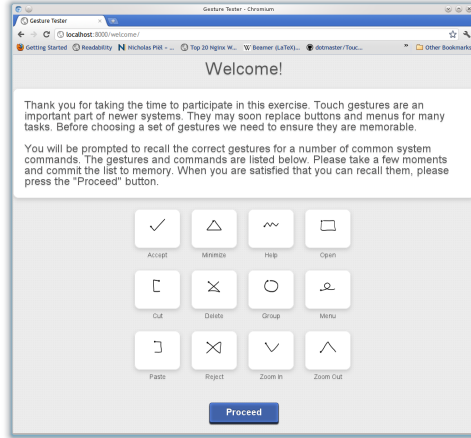 Gesture Tester - Chromium
Gesture Tester
localhost:8000/welcome/
Getting Started Readability Nicholas Piël - ... Top 20 Nginx W... Beamer (LaTeX)... dotmaster/Touc... » Other Bookmarks
Welcome!
Thank you for taking the time to participate in this exercise. Touch gestures are an
important part of newer systems. They may soon replace buttons and menus for many
tasks. Before choosing a set of gestures we need to ensure they are memorable.
You will be prompted to recall the correct gestures for a number of common system
commands. The gestures and commands are listed below. Please take a few moments
and commit the list to memory. When you are satisfied that you can recall them, please
press the "Proceed" button.
Accept Minimize Help Open
Cut Delete Group Menu
Paste Reject Zoom In Zoom Out
Proceed